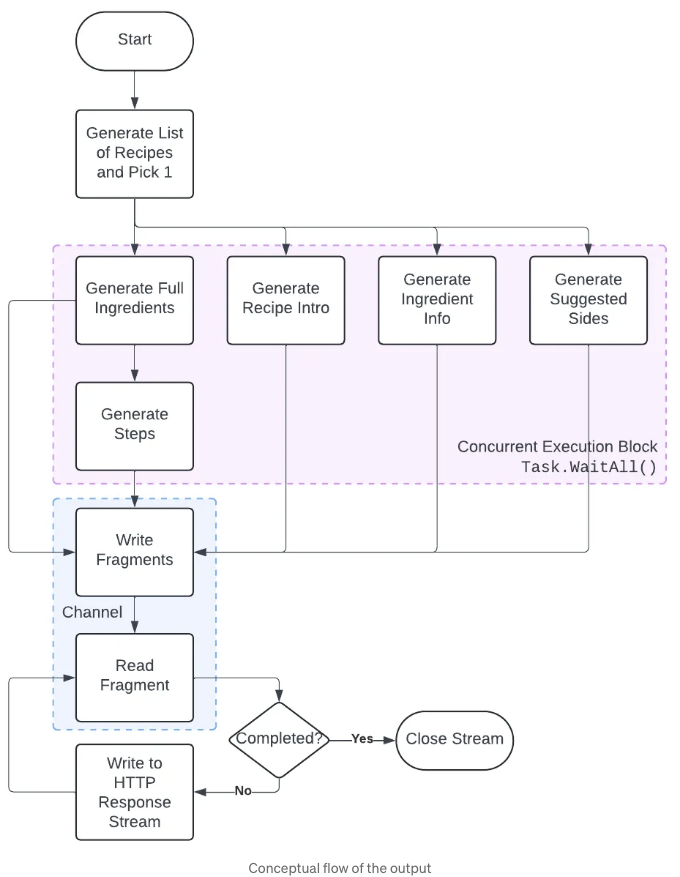 Start
Generate List
of Recipes
and Pick 1
Generate Full
Ingredients
Generate
Recipe Intro
Generate
Ingredient
Info
Generate
Suggested
Sides
Generate
Steps
Concurrent Execution Block
Task.WaitAll()
Write
Fragments
Channel
Read
Fragment
Completed?
Yes
Close Stream
No
Write to
HTTP
Response
Stream
Conceptual flow of the output